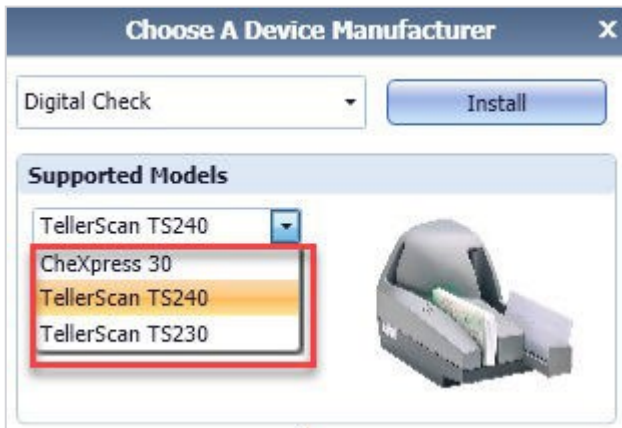 Choose A Device Manufacturer X
Digital Check Install
Supported Models
TellerScan TS240
CheXpress 30
TellerScan TS240
TellerScan TS230